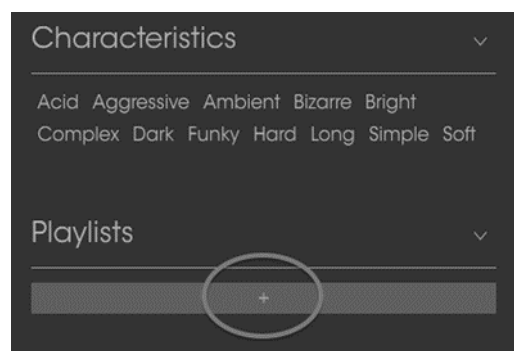 Characteristics
Acid Aggressive Ambient Bizarre Bright
Complex Dark Funky Hard Long Simple Soft
Playlists
+